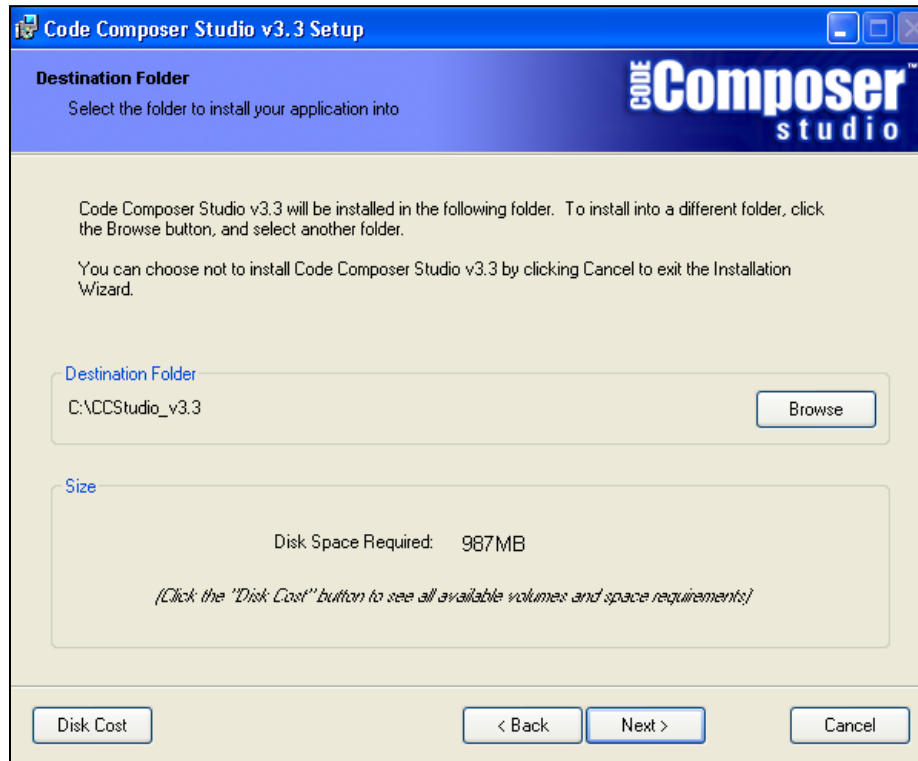 Code Composer Studio v3.3 Setup
Destination Folder
Select the folder to install your application into
CODE Composer™
studio
Code Composer Studio v3.3 will be installed in the following folder. To install into a different folder, click
the Browse button, and select another folder.
You can choose not to install Code Composer Studio v3.3 by clicking Cancel to exit the Installation
Wizard.
Destination Folder
C:\CCStudio_v3.3
Browse
Size
Disk Space Required: 987MB
(Click the "Disk Cost" button to see all available volumes and space requirements)
Disk Cost
< Back
Next >
Cancel